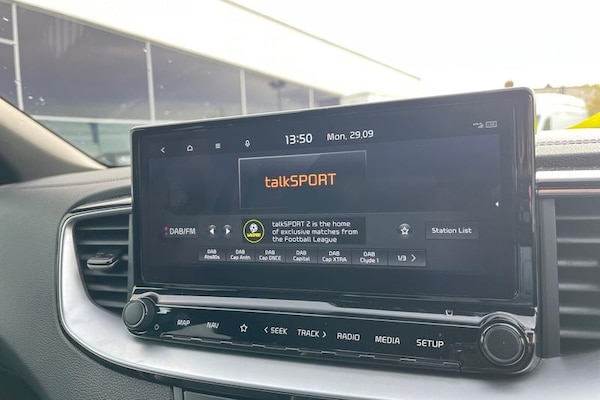 13:50 Mon. 29.09
talkSPORT
DAB/FM
talkSPORT 2 is the home
of exclusive matches from
the Football League
Station List
DAB
Abs80s
DAB
Cap Anth
DAB
Cap DNCE
DAB
Capital
DAB
Cap XTRA
DAB
Clyde 1
1/3 >
MAP NAV < SEEK TRACK > RADIO MEDIA SETUP